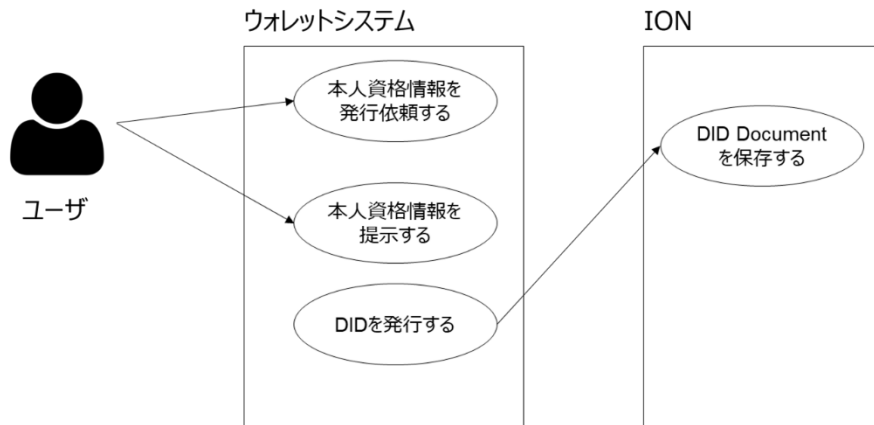 ウォレットシステム
ION
本人資格情報を
発行依頼する
DID Document
を保存する
ユーザ
本人資格情報を
提示する
DIDを発行する